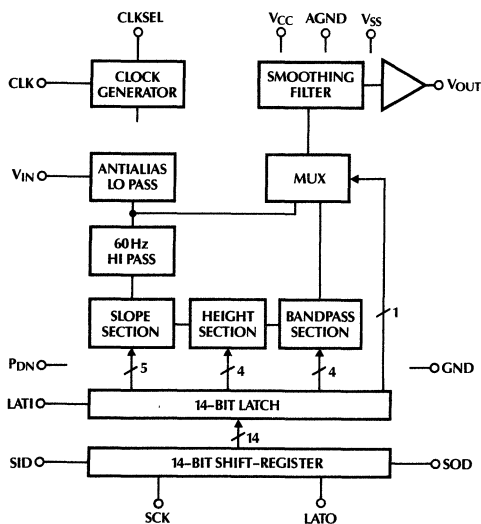 CLKSEL
VCC AGND VSS
CLK
CLOCK
GENERATOR
SMOOTHING
FILTER
VOUT
VIN
ANTIALIAS
LO PASS
MUX
60 Hz
HI PASS
SLOPE
SECTION
HEIGHT
SECTION
BANDPASS
SECTION
1
PDN
5
4
4
GND
LATI
14-BIT LATCH
14
SID
14-BIT SHIFT-REGISTER
SOD
SCK
LATO